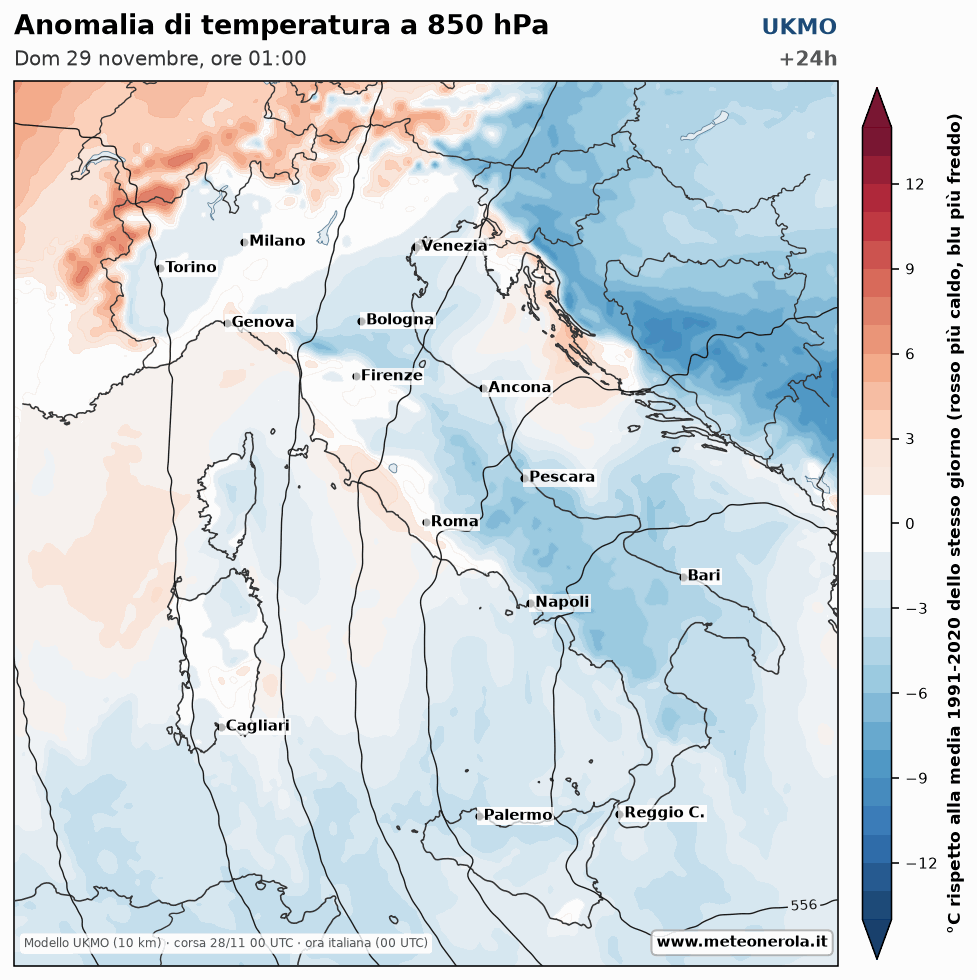 Anomalia di temperatura a 850 hPa
UKMO
Dom 29 novembre, ore 01:00
+24h
Milano
Venezia
Torino
Genova
Bologna
Firenze
Ancona
Pescara
Roma
Bari
Napoli
Cagliari
Palermo
Reggio C.
556
Modello UKMO (10 km) · corsa 28/11 00 UTC · ora italiana (00 UTC)
www.meteonerola.it
12
9
6
3
0
−3
−6
−9
−12
°C rispetto alla media 1991-2020 dello stesso giorno (rosso più caldo, blu più freddo)